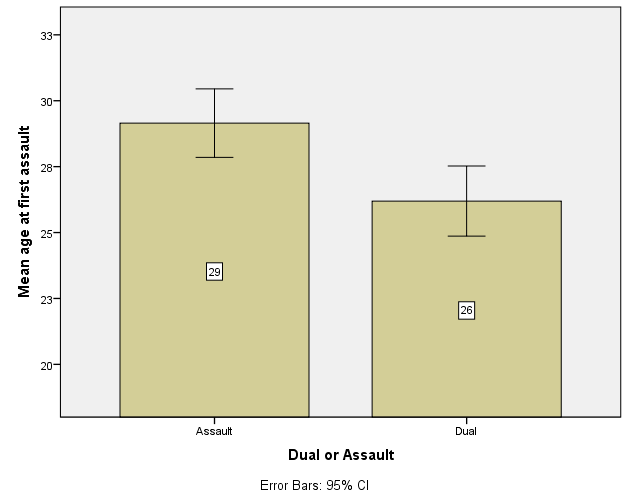 Mean age at first assault
33
30
28
25
23
20
29
26
Assault
Dual
Dual or Assault
Error Bars: 95% CI